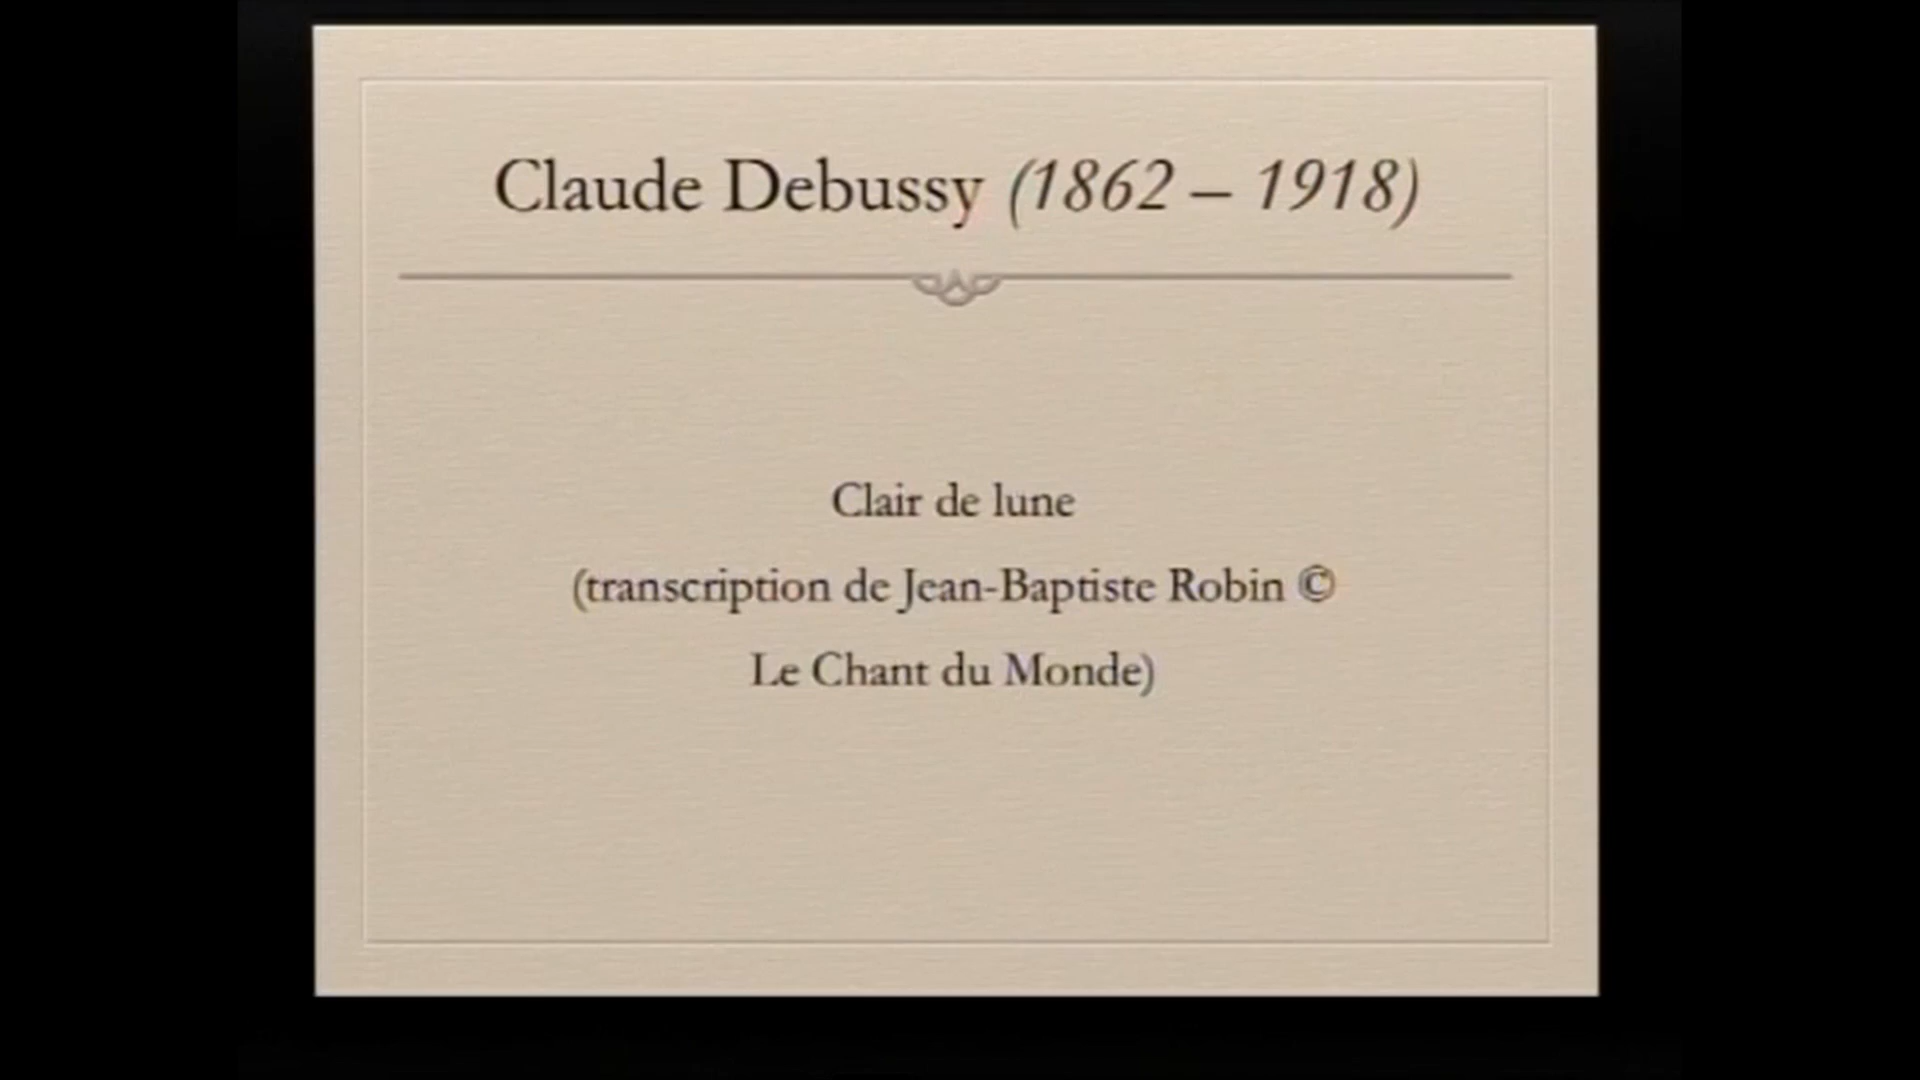 Claude Debussy (1862 – 1918)
Clair de lune
(transcription de Jean-Baptiste Robin ©
Le Chant du Monde)